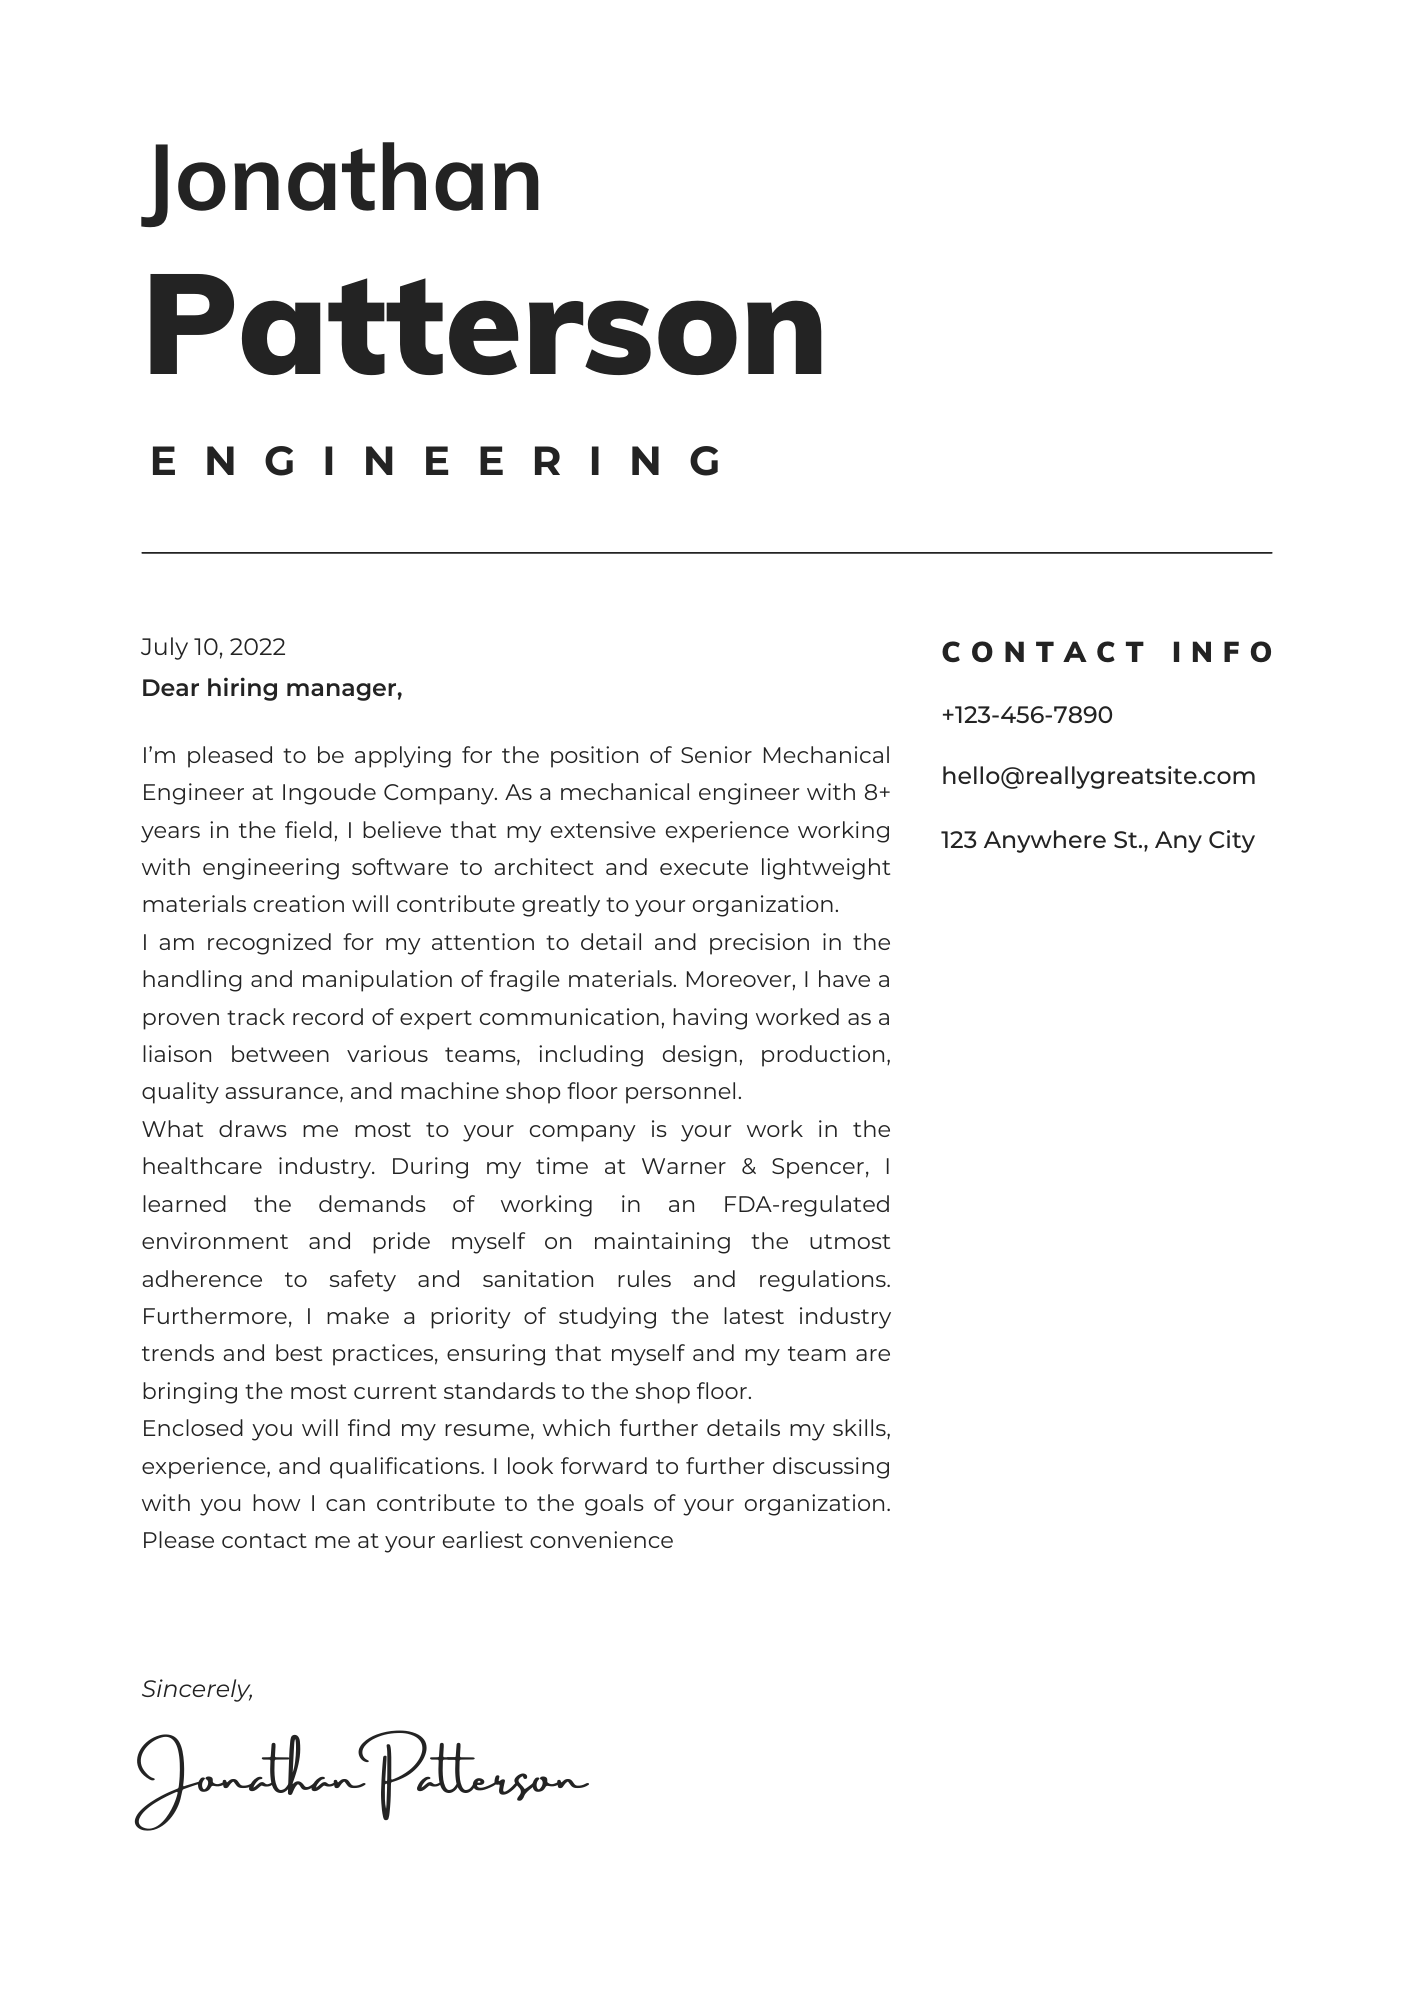 Jonathan
Patterson
ENGINEERING
July 10, 2022
Dear hiring manager,
I’m pleased to be applying for the position of Senior Mechanical
Engineer at Ingoude Company. As a mechanical engineer with 8+
years in the field, I believe that my extensive experience working
with engineering software to architect and execute lightweight
materials creation will contribute greatly to your organization.
I am recognized for my attention to detail and precision in the
handling and manipulation of fragile materials. Moreover, I have a
proven track record of expert communication, having worked as a
liaison between various teams, including design, production,
quality assurance, and machine shop floor personnel.
What draws me most to your company is your work in the
healthcare industry. During my time at Warner & Spencer, I
learned the demands of working in an FDA-regulated
environment and pride myself on maintaining the utmost
adherence to safety and sanitation rules and regulations.
Furthermore, I make a priority of studying the latest industry
trends and best practices, ensuring that myself and my team are
bringing the most current standards to the shop floor.
Enclosed you will find my resume, which further details my skills,
experience, and qualifications. I look forward to further discussing
with you how I can contribute to the goals of your organization.
Please contact me at your earliest convenience
Sincerely,
Jonathan Patterson
CONTACT INFO
+123-456-7890
hello@reallygreatsite.com
123 Anywhere St., Any City